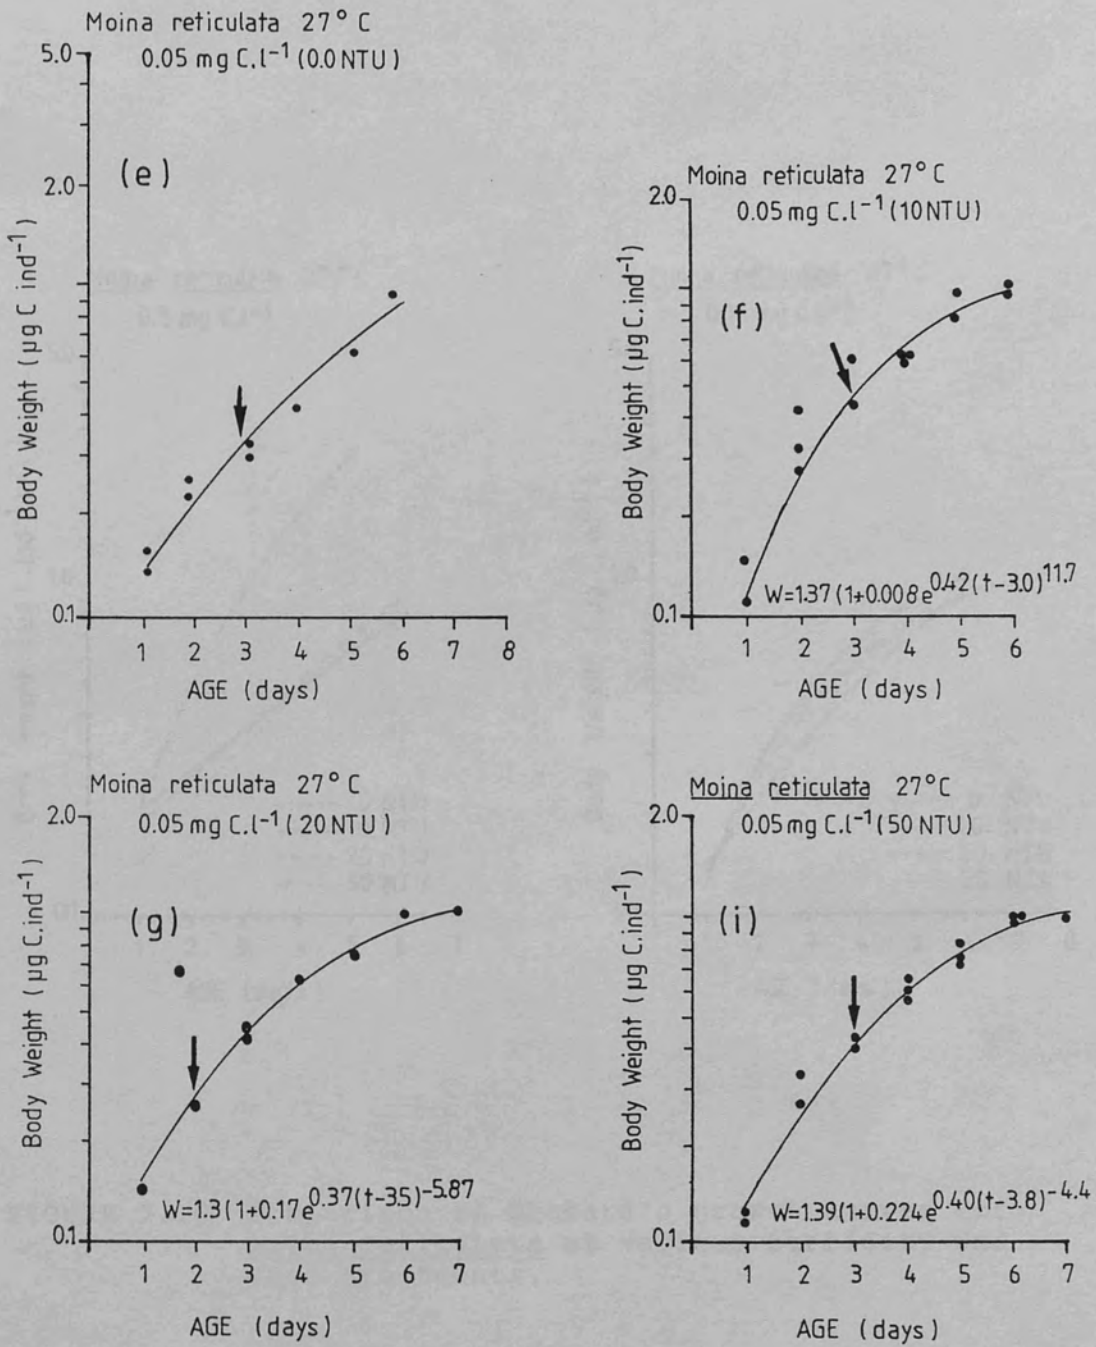 Moina reticulata 27° C
0.05 mg C.l⁻¹ (0.0 NTU)
5.0
2.0
0.1
(e)
Body Weight (µg C ind⁻¹)
1 2 3 4 5 6 7 8
AGE (days)
Moina reticulata 27° C
0.05 mg C.l⁻¹ (10 NTU)
2.0
0.1
(f)
Body Weight (µg C.ind⁻¹)
W=1.37 (1+0.008e^0.42(t-3.0)^11.7
1 2 3 4 5 6
AGE (days)
Moina reticulata 27° C
0.05 mg C.l⁻¹ (20 NTU)
2.0
0.1
(g)
Body Weight (µg C.ind⁻¹)
W=1.3 (1+0.17e^0.37(t-3.5)^-5.87
1 2 3 4 5 6 7
AGE (days)
Moina reticulata 27°C
0.05 mg C.l⁻¹ (50 NTU)
2.0
0.1
(i)
Body Weight (µg C.ind⁻¹)
W=1.39(1+0.224e^0.40(t-3.8)^-4.4
1 2 3 4 5 6 7
AGE (days)